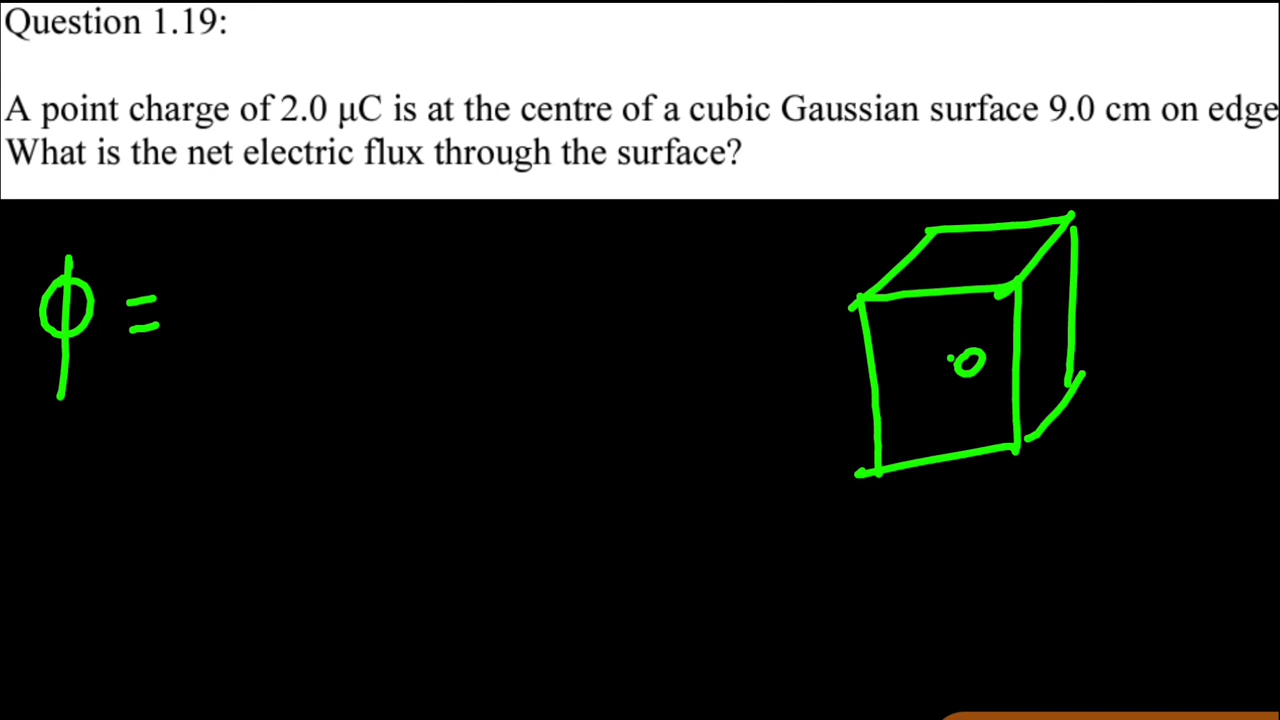 Question 1.19:
A point charge of 2.0 μC is at the centre of a cubic Gaussian surface 9.0 cm on edge
What is the net electric flux through the surface?
ϕ =